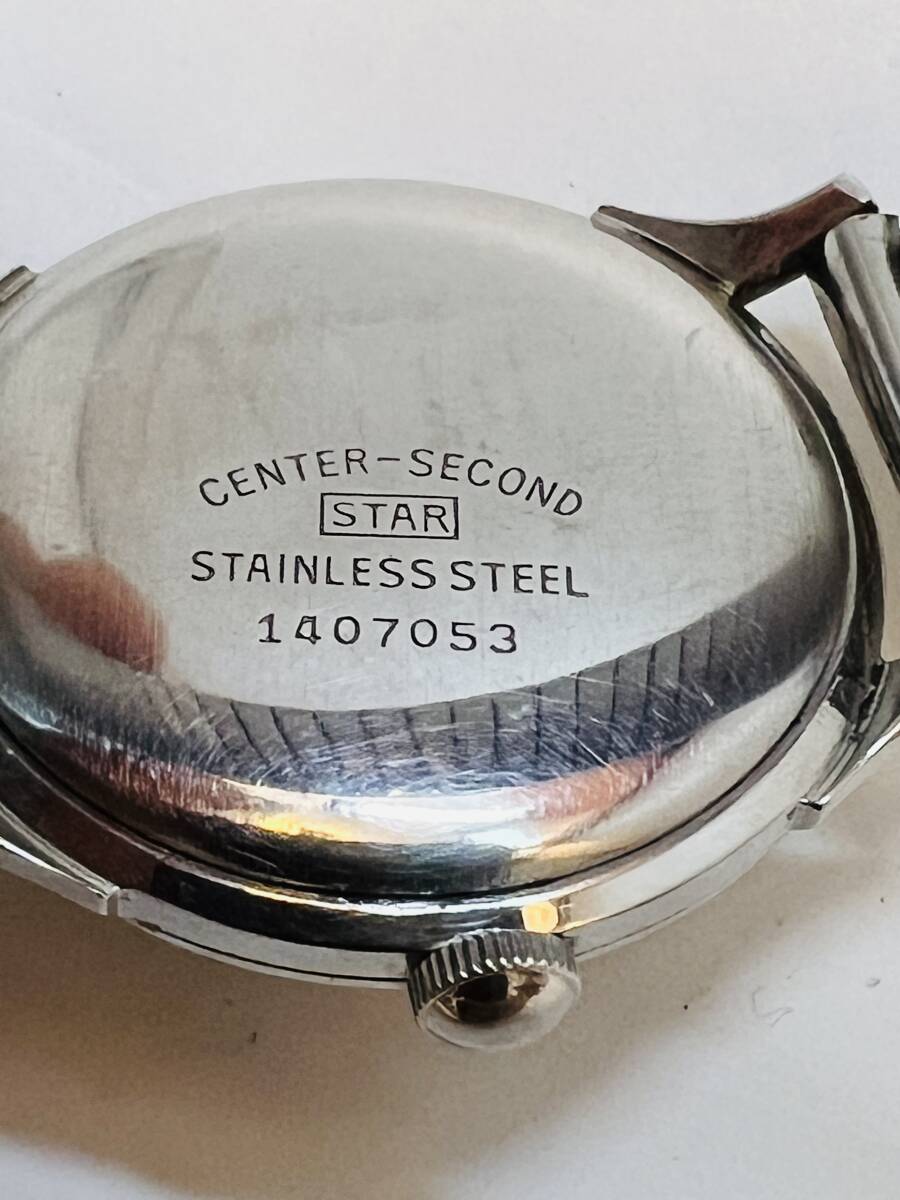 CENTER-SECOND
STAR
STAINLESS STEEL
1407053